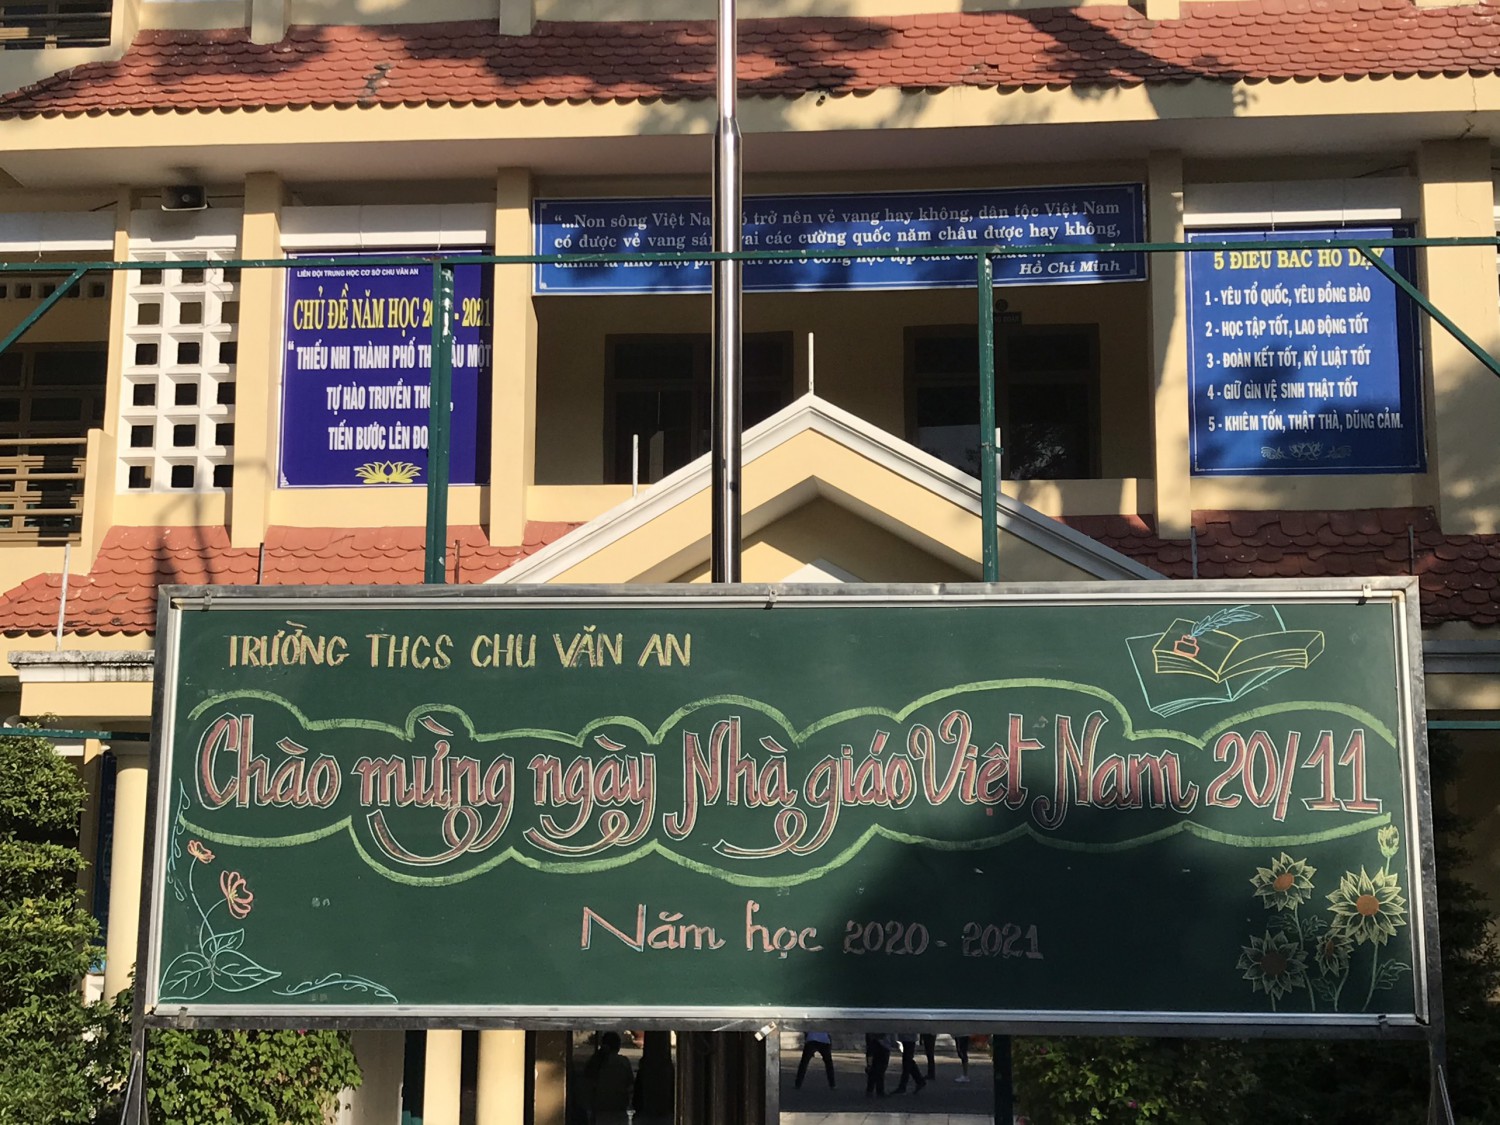 LIÊN ĐỘI TRUNG HỌC CƠ SỞ CHU VĂN AN
CHỦ ĐỀ NĂM HỌC - 2021
"THIẾU NHI THÀNH PHỐ MỘT
TỰ HÀO TRUYỀN
TIẾN BƯỚC LÊN
"...Non sông Việt trở nên vẻ vang hay không, dân tộc Việt Nam
có được vẻ vang các cường quốc năm châu được hay không,
Hồ Chí Minh
5 ĐIỀU BÁC HỒ DẠY
1 - YÊU TỔ QUỐC, YÊU ĐỒNG BÀO
2 - HỌC TẬP TỐT, LAO ĐỘNG TỐT
3 - ĐOÀN KẾT TỐT, KỶ LUẬT TỐT
4 - GIỮ GÌN VỆ SINH THẬT TỐT
5 - KHIÊM TỐN, THẬT THÀ, DŨNG CẢM.
TRƯỜNG THCS CHU VĂN AN
Chào mừng ngày Nhà giáo Việt Nam 20/11
Năm học 2020 - 2021